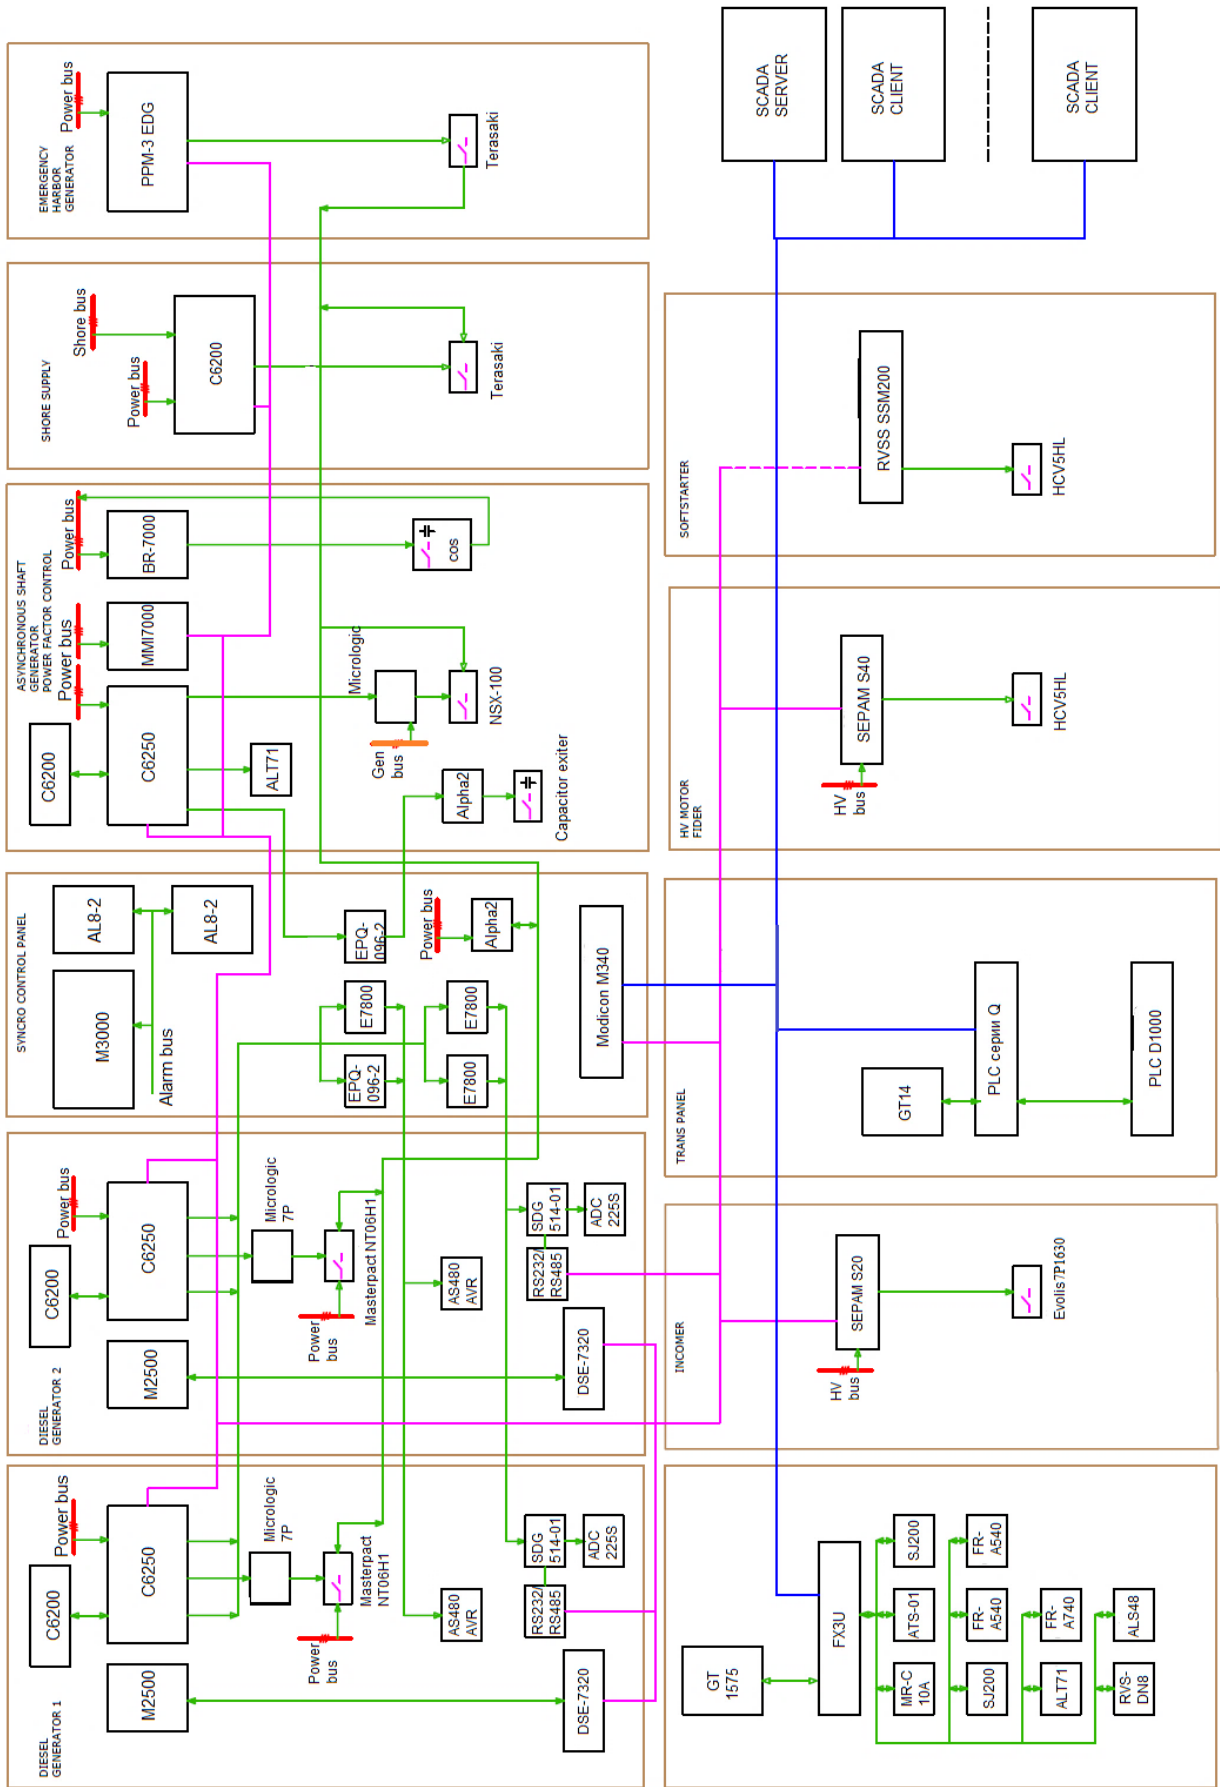 DIESEL
GENERATOR 1
C6200
Power bus
C6250
M2500
Micrologic
7P
Power
bus
Masterpact
NT06H1
AS480
AVR
SDG
514-01
ADC
225S
RS232/
RS485
DSE-7320
DIESEL
GENERATOR 2
C6200
Power bus
C6250
M2500
Micrologic
7P
Power
bus
Masterpact NT06H1
AS480
AVR
SDG
514-01
ADC
225S
RS232/
RS485
DSE-7320
SYNCRO CONTROL PANEL
M3000
AL8-2
AL8-2
Alarm bus
EPQ-
096-2
E7800
EPQ-
096-2
E7800
E7800
Power bus
Alpha2
Modicon M340
ASYNCHRONOUS SHAFT
GENERATOR
POWER FACTOR CONTROL
C6200
Power bus
C6250
Power bus
MMI7000
Power bus
BR-7000
ALT71
Gen
bus
Micrologic
NSX-100
cos
Alpha2
Capacitor exiter
SHORE SUPPLY
Shore bus
Power bus
C6200
Terasaki
EMERGENCY
HARBOR
GENERATOR
Power bus
PPM-3 EDG
Terasaki
GT
1575
FX3U
MR-C
10A
ATS-01
SJ200
SJ200
FR-
A540
FR-
A540
ALT71
FR-
A740
RVS-
DN8
ALS48
INCOMER
HV
bus
SEPAM S20
Evolis7P1630
TRANS PANEL
GT14
PLC серии Q
PLC D1000
HV MOTOR
FIDER
HV
bus
SEPAM S40
HCV5HL
SOFTSTARTER
RVSS SSM200
HCV5HL
SCADA
SERVER
SCADA
CLIENT
SCADA
CLIENT